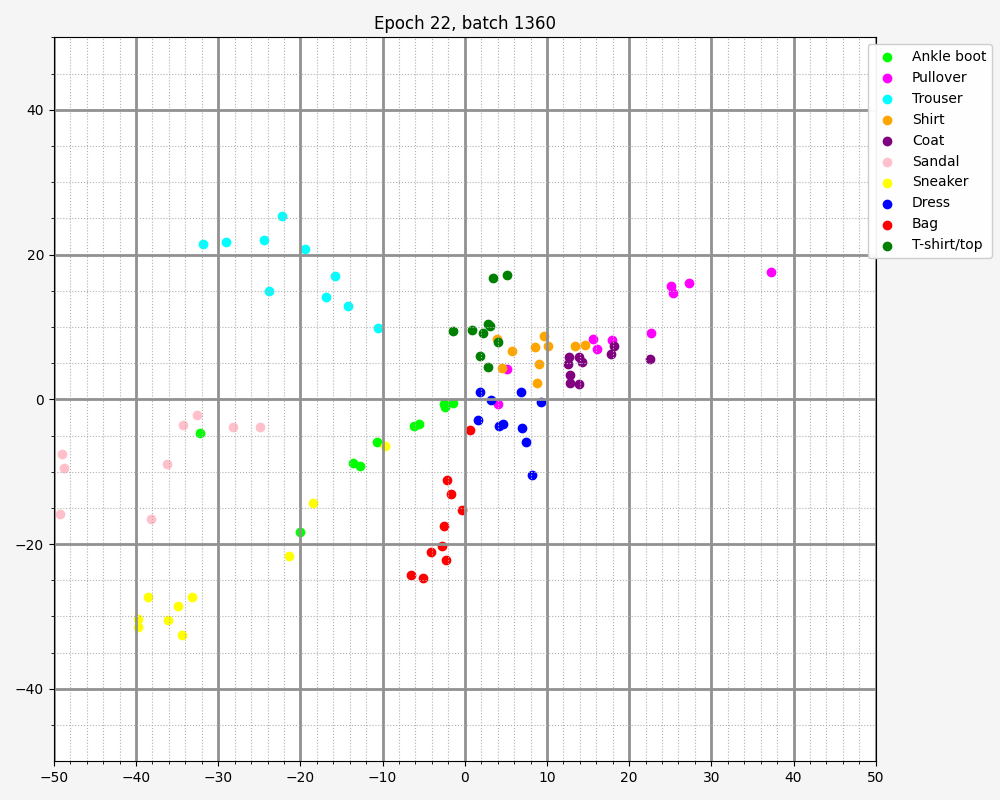 Epoch 22, batch 1360
Ankle boot
Pullover
Trouser
Shirt
Coat
Sandal
Sneaker
Dress
Bag
T-shirt/top
40
20
0
−20
−40
−50 −40 −30 −20 −10 0 10 20 30 40 50